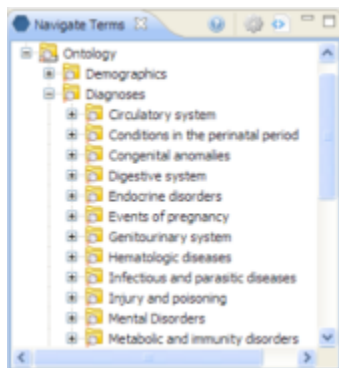 Navigate Terms
Ontology
Demographics
Diagnoses
Circulatory system
Conditions in the perinatal period
Congenital anomalies
Digestive system
Endocrine disorders
Events of pregnancy
Genitourinary system
Hematologic diseases
Infectious and parasitic diseases
Injury and poisoning
Mental Disorders
Metabolic and immunity disorders